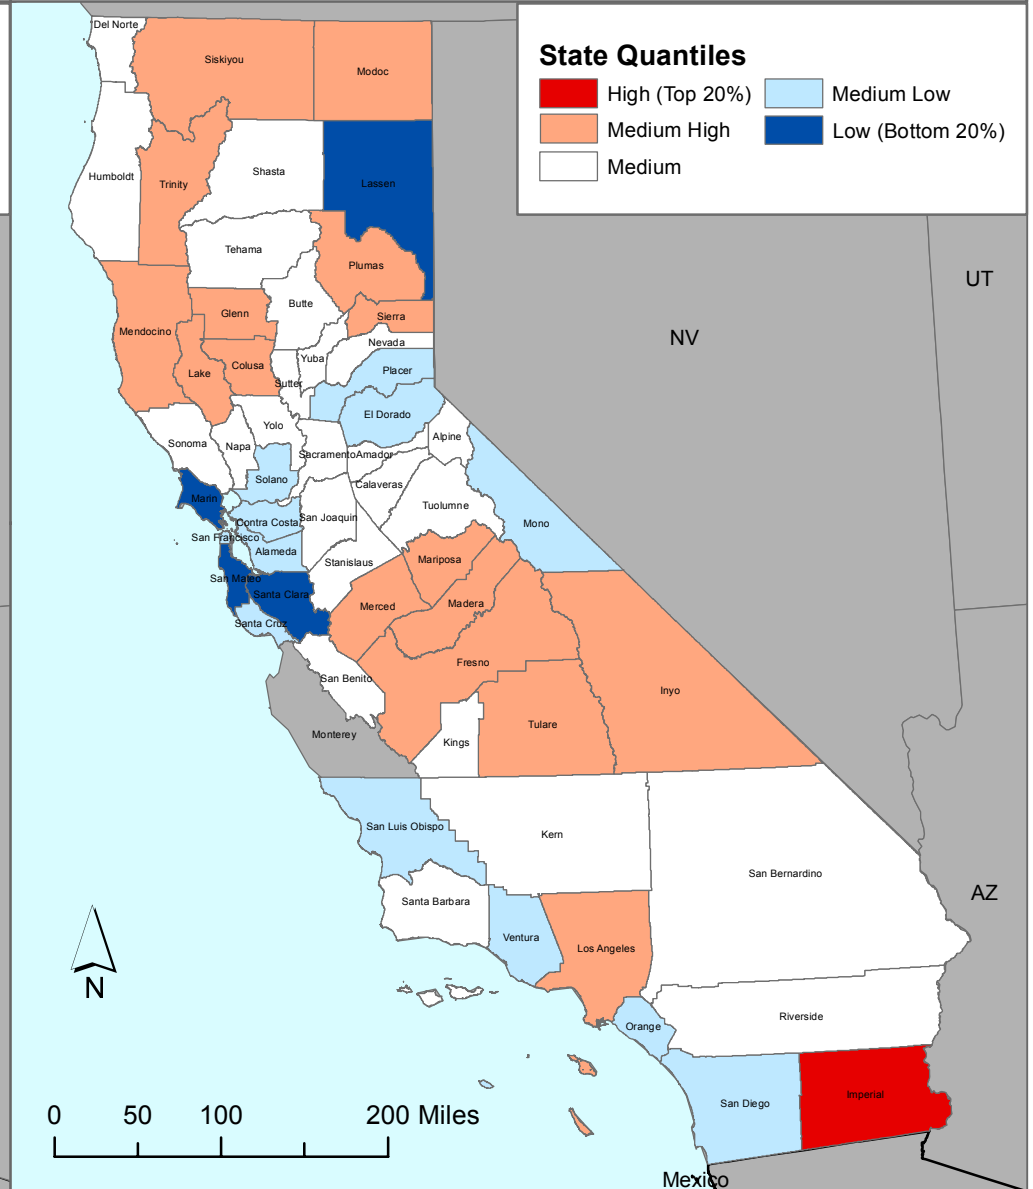 Del Norte
State Quantiles
Siskiyou
Modoc
High (Top 20%)
Medium Low
Medium High
Low (Bottom 20%)
Medium
Humboldt
Trinity
Shasta
Lassen
Tehama
Plumas
UT
Butte
Glenn
Sierra
Mendocino
NV
Nevada
Yuba
Colusa
Lake
Placer
Sutter
El Dorado
Yolo
Alpine
Sonoma
Napa
Sacramento
Amador
Solano
Calaveras
Marin
Tuolumne
San Joaquin
Contra Costa
Mono
San Francisco
Alameda
Mariposa
Stanislaus
San Mateo
Santa Clara
Merced
Madera
Santa Cruz
Fresno
San Benito
Inyo
Tulare
Monterey
Kings
San Luis Obispo
Kern
San Bernardino
AZ
Santa Barbara
Ventura
Los Angeles
N
Riverside
Orange
Imperial
San Diego
0 50 100 200 Miles
Mexico